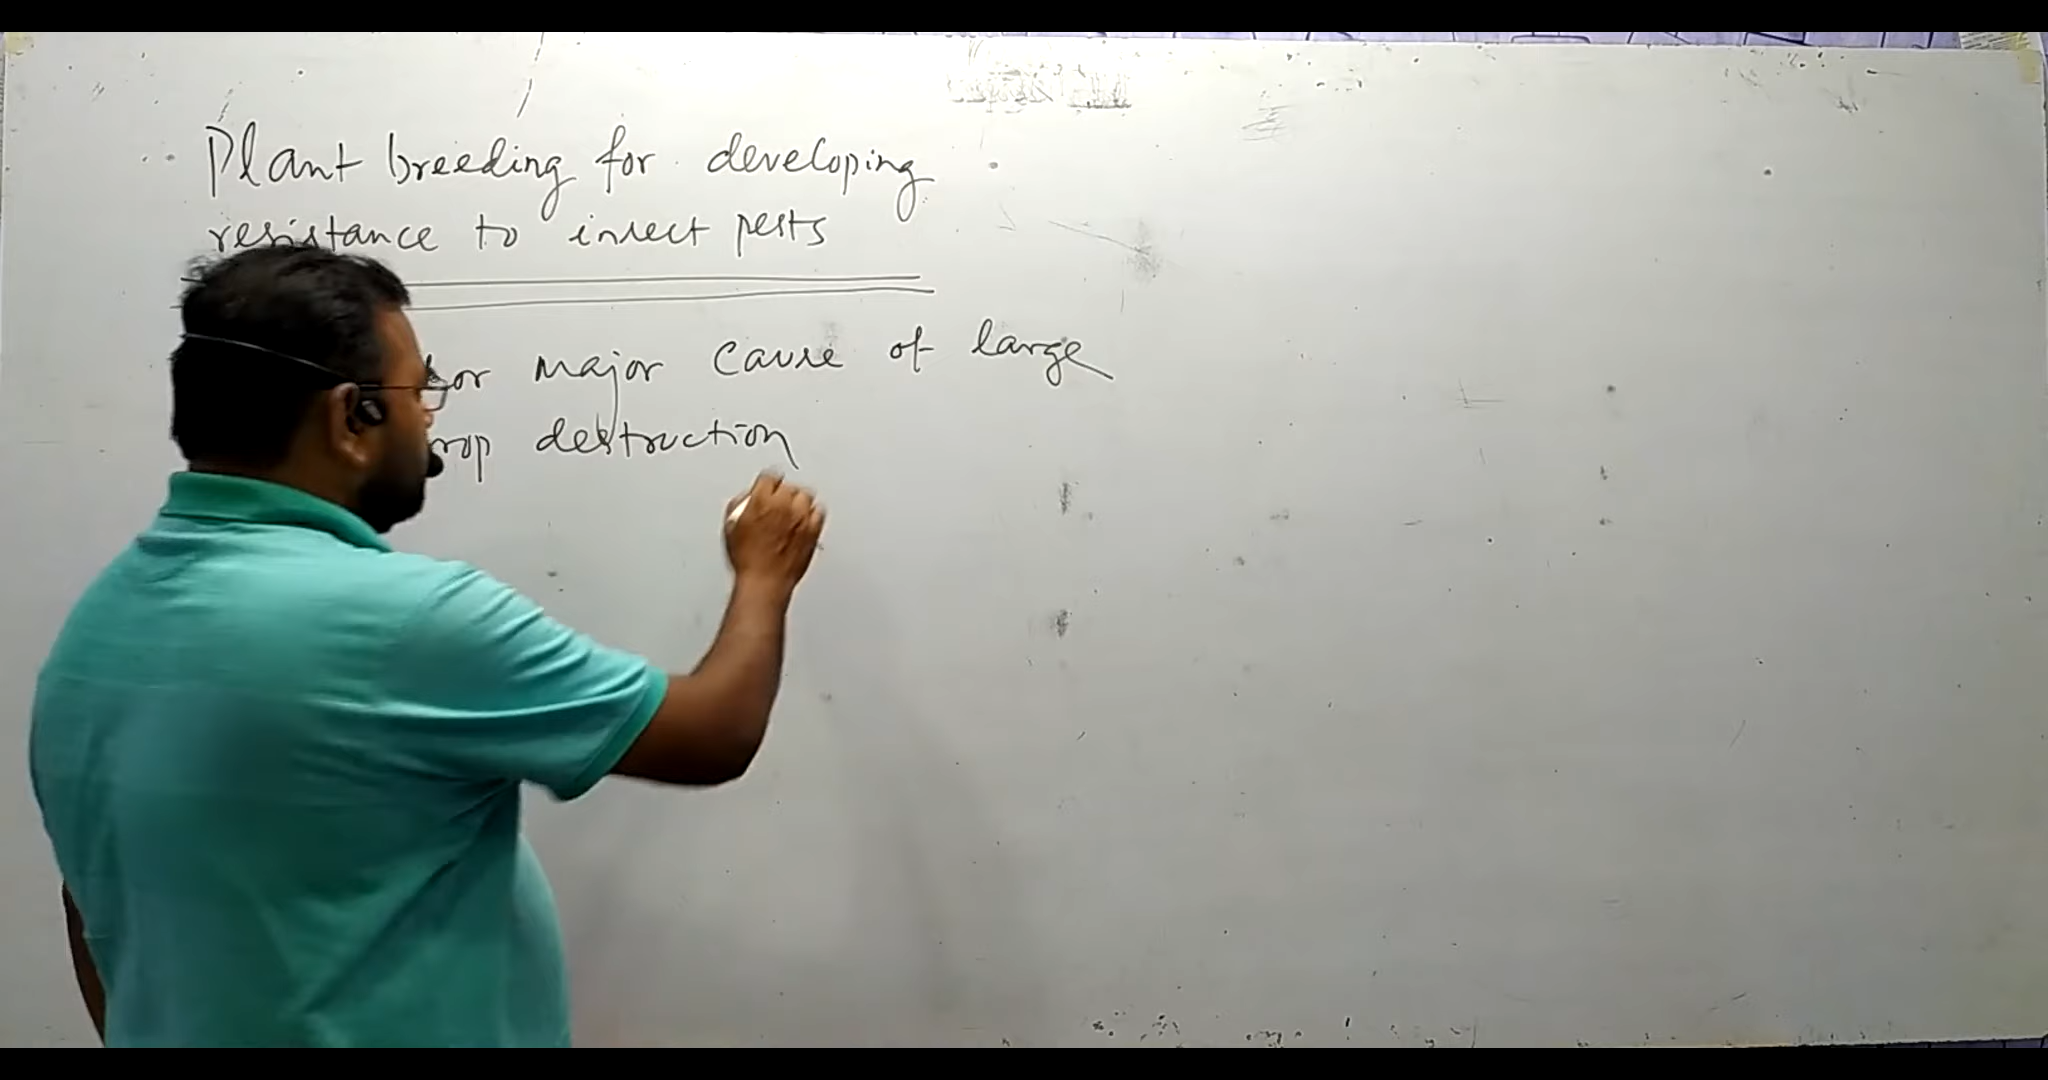 Plant breeding for developing
resistance to insect pests
major cause of large
destruction